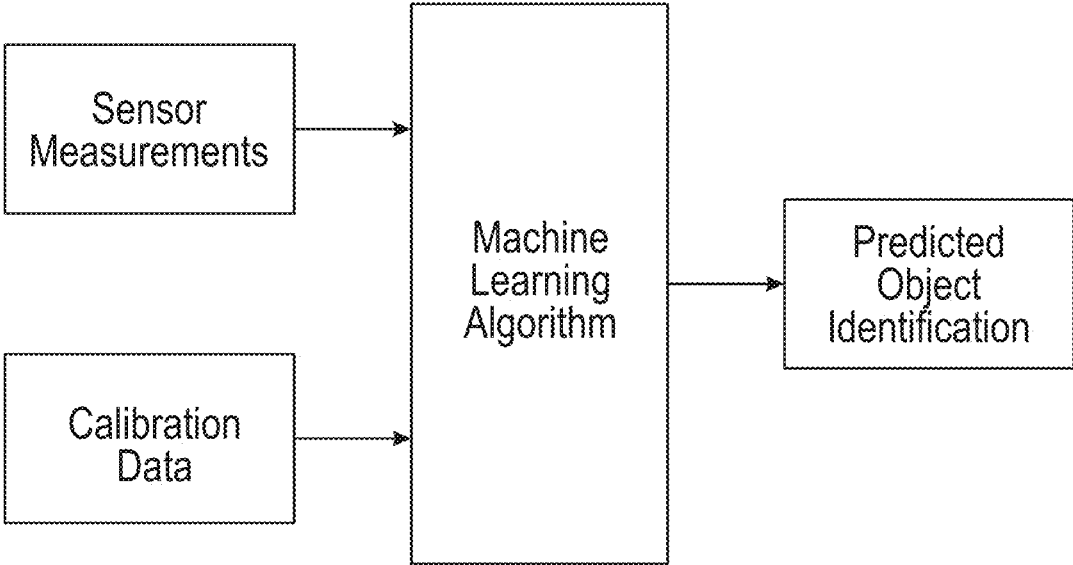 Sensor
Measurements
Calibration
Data
Machine
Learning
Algorithm
Predicted
Object
Identification